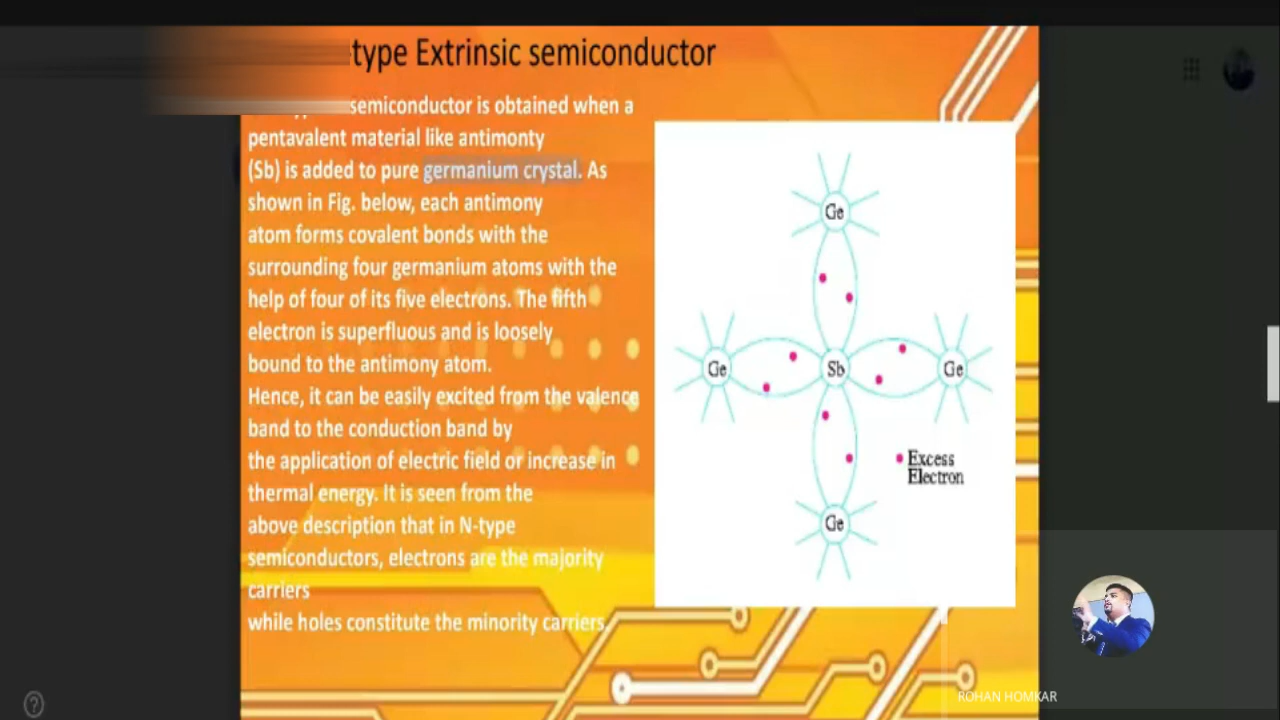 type Extrinsic semiconductor
semiconductor is obtained when a
pentavalent material like antimonty
(Sb) is added to pure germanium crystal. As
shown in Fig. below, each antimony
atom forms covalent bonds with the
surrounding four germanium atoms with the
help of four of its five electrons. The fifth
electron is superfluous and is loosely
bound to the antimony atom.
Hence, it can be easily excited from the valence
band to the conduction band by
the application of electric field or increase in
thermal energy. It is seen from the
above description that in N-type
semiconductors, electrons are the majority
carriers
while holes constitute the minority carriers.
Ge
Ge
Sb
Ge
Excess
Electron
Ge
ROHAN HOMKAR
?